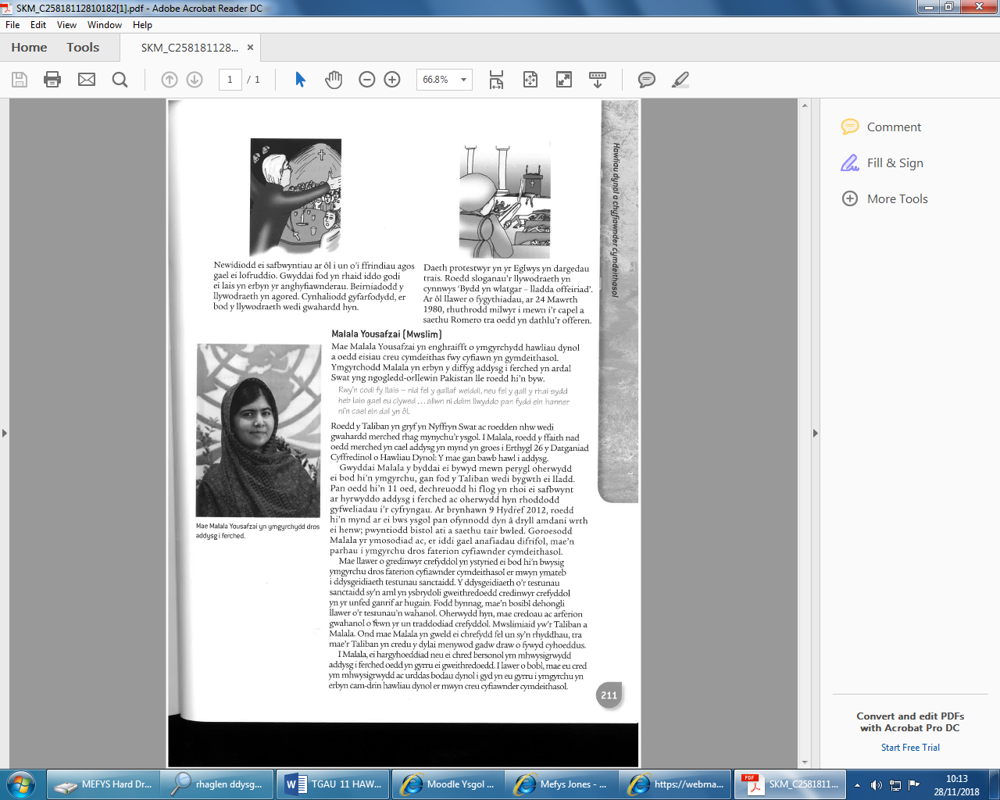 SKM_C25818112810182[1].pdf - Adobe Acrobat Reader DC
File Edit View Window Help
Home Tools SKM_C258181128... ×
1 / 1 66.8%
Comment
Fill & Sign
More Tools
Convert and edit PDFs
with Acrobat Pro DC
Start Free Trial
Hawliau dynol a chyfiawnder cymdeithasol
Newidiodd ei safbwyntiau ar ôl i un o'i ffrindiau agos
gael ei lofruddio. Gwyddai fod yn rhaid iddo godi
ei lais yn erbyn yr anghyfiawnderau. Beirniadodd y
llywodraeth yn agored. Cynhaliodd gyfarfodydd, er
bod y llywodraeth wedi gwahardd hyn.
Daeth protestwyr yn yr Eglwys yn dargedau
trais. Roedd sloganau'r llywodraeth yn
cynnwys 'Bydd yn wlatgar – lladda offeiriad'.
Ar ôl llawer o fygythiadau, ar 24 Mawrth
1980, rhuthrodd milwyr i mewn i'r capel a
saethu Romero tra oedd yn dathlu'r offeren.
Malala Yousafzai (Mwslim)
Mae Malala Yousafzai yn enghraifft o ymgyrchydd hawliau dynol
a oedd eisiau creu cymdeithas fwy cyfiawn yn gymdeithasol.
Ymgyrchodd Malala yn erbyn y diffyg addysg i ferched yn ardal
Swat yng ngogledd-orllewin Pakistan lle roedd hi'n byw.
Rwy'n codi fy llais – nid fel y gallaf weiddi, neu fel y gall y rhai sydd
heb lais gael eu clywed ... allwn ni ddim llwyddo pan fydd ein hanner
ni'n cael ein dal yn ôl.
Roedd y Taliban yn gryf yn Nyffryn Swat ac roedden nhw wedi
gwahardd merched rhag mynychu'r ysgol. I Malala, roedd y ffaith nad
oedd merched yn cael addysg yn mynd yn groes i Erthygl 26 y Datganiad
Cyffredinol o Hawliau Dynol: Y mae gan bawb hawl i addysg.
Gwyddai Malala y byddai ei bywyd mewn perygl oherwydd
ei bod hi'n ymgyrchu, gan fod y Taliban wedi bygwth ei lladd.
Pan oedd hi'n 11 oed, dechreuodd hi flog yn rhoi ei safbwynt
ar hyrwyddo addysg i ferched ac oherwydd hyn rhoddodd
gyfweliadau i'r cyfryngau. Ar brynhawn 9 Hydref 2012, roedd
hi'n mynd ar ei bws ysgol pan ofynnodd dyn â dryll amdani wrth
ei henw; pwyntiodd bistol ati a saethu tair bwled. Goroesodd
Malala yr ymosodiad ac, er iddi gael anafiadau difrifol, mae'n
parhau i ymgyrchu dros faterion cyfiawnder cymdeithasol.
Mae llawer o gredinwyr crefyddol yn ystyried ei bod hi'n bwysig
ymgyrchu dros faterion cyfiawnder cymdeithasol er mwyn ymateb
i ddysgeidiaeth testunau sanctaidd. Y ddysgeidiaeth o'r testunau
sanctaidd sy'n aml yn ysbrydoli gweithredoedd credinwyr crefyddol
yn yr unfed ganrif ar hugain. Fodd bynnag, mae'n bosibl dehongli
llawer o'r testunau'n wahanol. Oherwydd hyn, mae credoau ac arferion
gwahanol o fewn yr un traddodiad crefyddol. Mwslimiaid yw'r Taliban a
Malala. Ond mae Malala yn gweld ei chrefydd fel un sy'n rhyddhau, tra
mae'r Taliban yn credu y dylai menywod gadw draw o fywyd cyhoeddus.
I Malala, ei hargyhoeddiad neu ei chred bersonol ym mhwysigrwydd
addysg i ferched oedd yn gyrru ei gweithredoedd. I lawer o bobl, mae eu cred
ym mhwysigrwydd ac urddas bodau dynol i gyd yn eu gyrru i ymgyrchu yn
erbyn cam-drin hawliau dynol er mwyn creu cyfiawnder cymdeithasol.
Mae Malala Yousafzai yn ymgyrchydd dros
addysg i ferched.
211
MEFYS Hard Dr... rhaglen ddysg... TGAU 11 HAW... Moodle Ysgol ... Mefys Jones - ... https://webma... SKM_C2581811...
10:13
28/11/2018